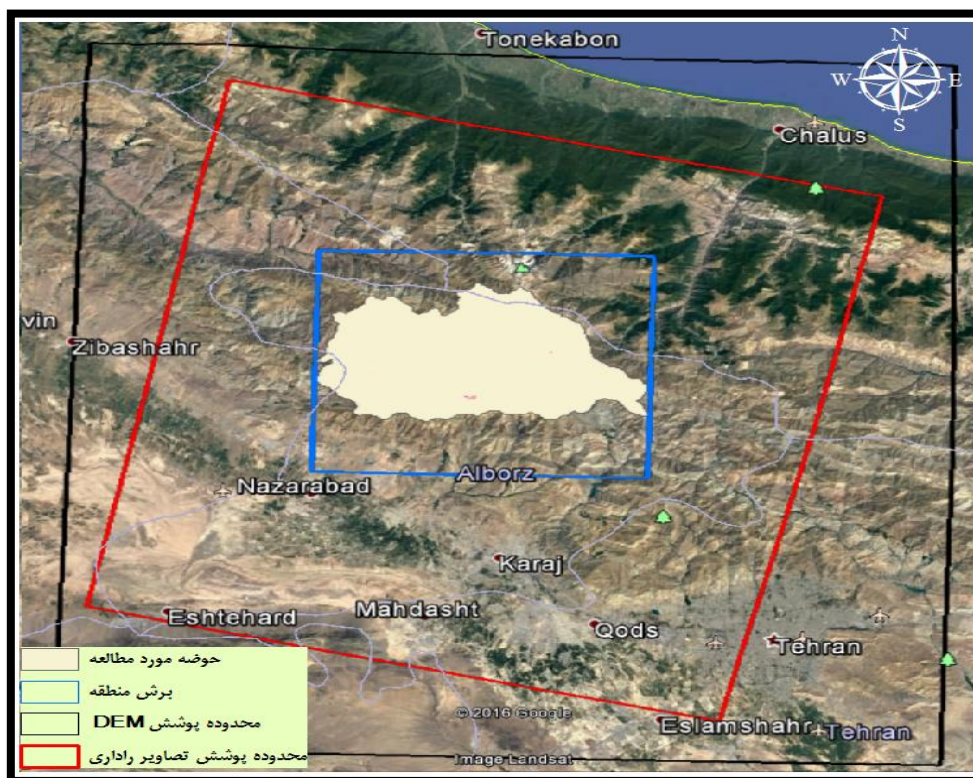 Tonekabon
N
W E
S
Chalus
vin
Zibashahr
Alborz
Nazarabad
Karaj
Eshtehard
Mahdasht
Qods
Tehran
حوضه مورد مطالعه
برش منطقه
محدوده پوشش DEM
محدوده پوشش تصاویر راداری
© 2016 Google
Eslamshahr
Tehran
Image Landsat